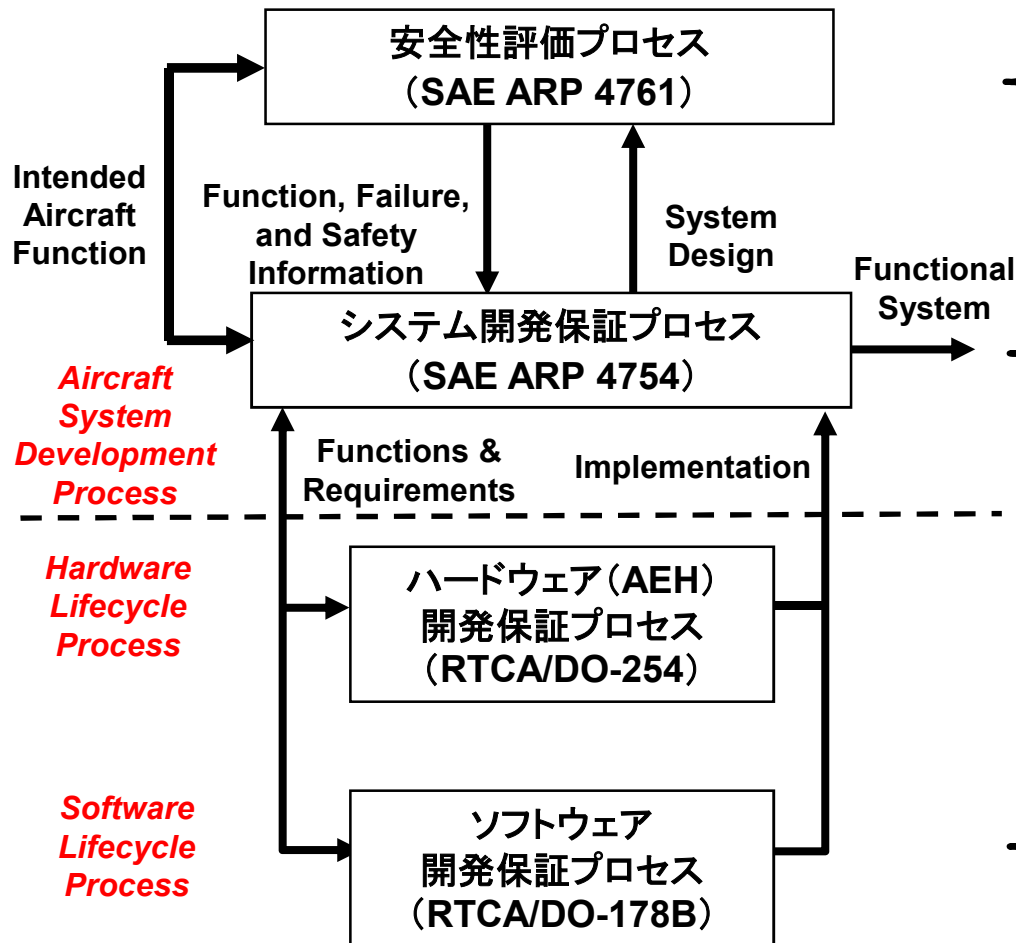 安全性評価プロセス
（SAE ARP 4761）
Intended
Aircraft
Function
Function, Failure,
and Safety
Information
System
Design
Functional
System
システム開発保証プロセス
（SAE ARP 4754）
Aircraft
System
Development
Process
Functions &
Requirements
Implementation
Hardware
Lifecycle
Process
ハードウェア（AEH）
開発保証プロセス
（RTCA/DO-254）
Software
Lifecycle
Process
ソフトウェア
開発保証プロセス
（RTCA/DO-178B）